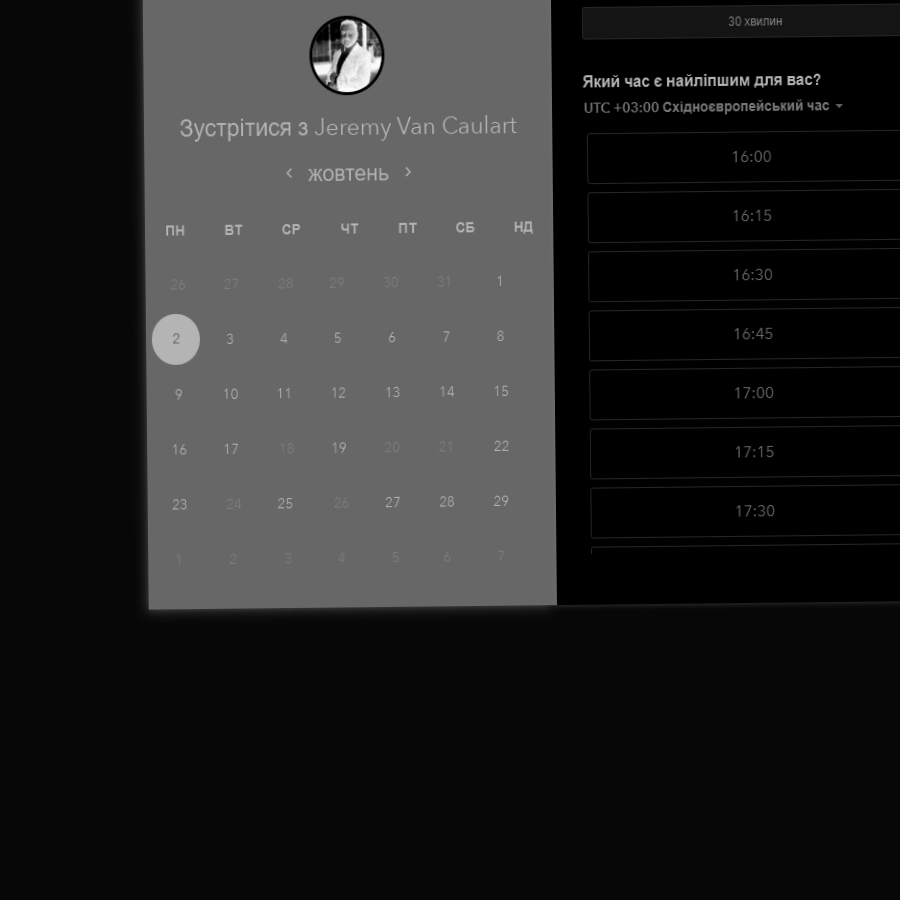 Зустрітися з Jeremy Van Caulart
‹ жовтень ›
ПН ВТ СР ЧТ ПТ СБ НД
26 27 28 29 30 31 1
2 3 4 5 6 7 8
9 10 11 12 13 14 15
16 17 18 19 20 21 22
23 24 25 26 27 28 29
1 2 3 4 5 6 7
30 хвилин
Який час є найліпшим для вас?
UTC +03:00 Східноєвропейський час
16:00
16:15
16:30
16:45
17:00
17:15
17:30